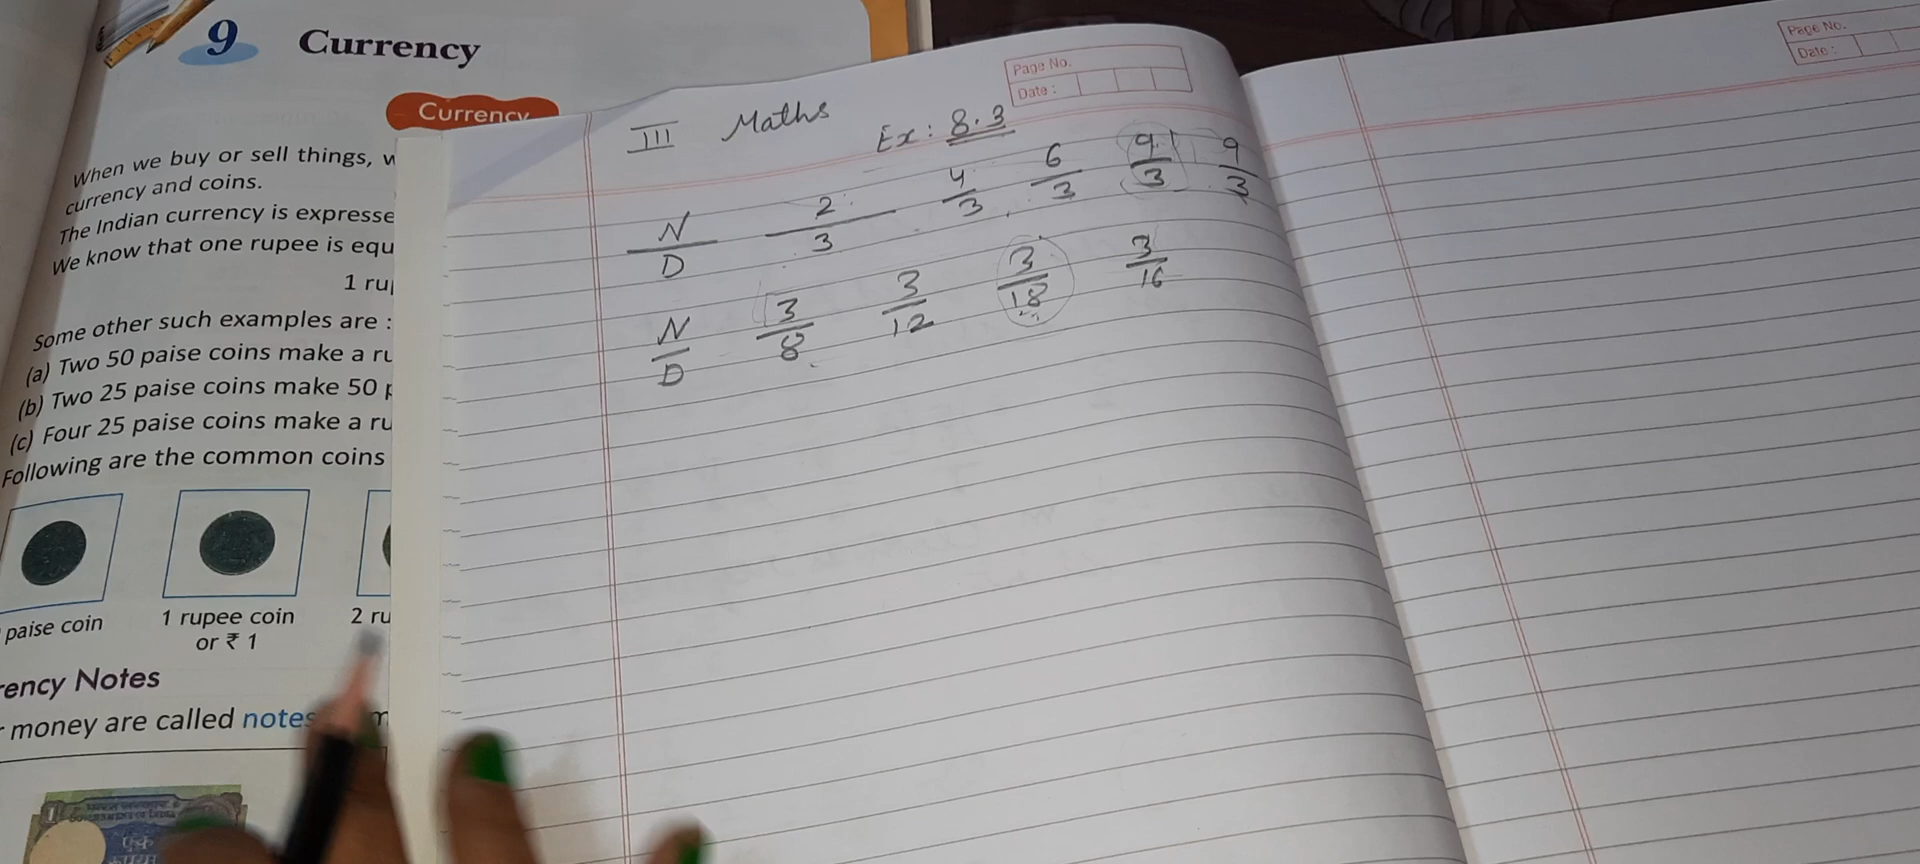 9 Currency
Currency
When we buy or sell things, w
currency and coins.
The Indian currency is expresse
We know that one rupee is equ
1 ru
Some other such examples are :
(a) Two 50 paise coins make a ru
(b) Two 25 paise coins make 50 p
(c) Four 25 paise coins make a ru
Following are the common coins
paise coin
1 rupee coin
or ₹ 1
2 ru
rency Notes
r money are called notes
Page No.
Date :
III Maths
Ex: 8.3
N/D 2/3 4/3 6/3 9/3 9/3
N/D 3/8 3/12 3/18 3/16
Page No.
Date :
1
एक